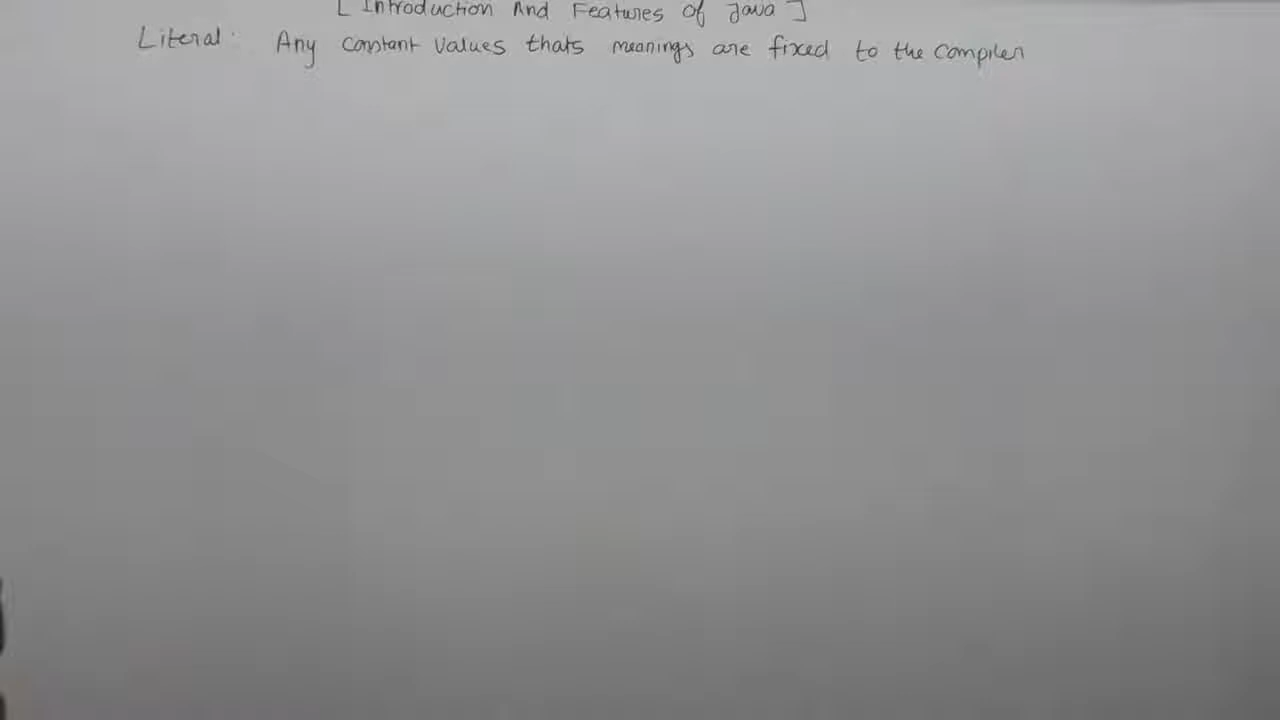 [ Introduction And Features of Java ]
Literal: Any constant values thats meanings are fixed to the compiler